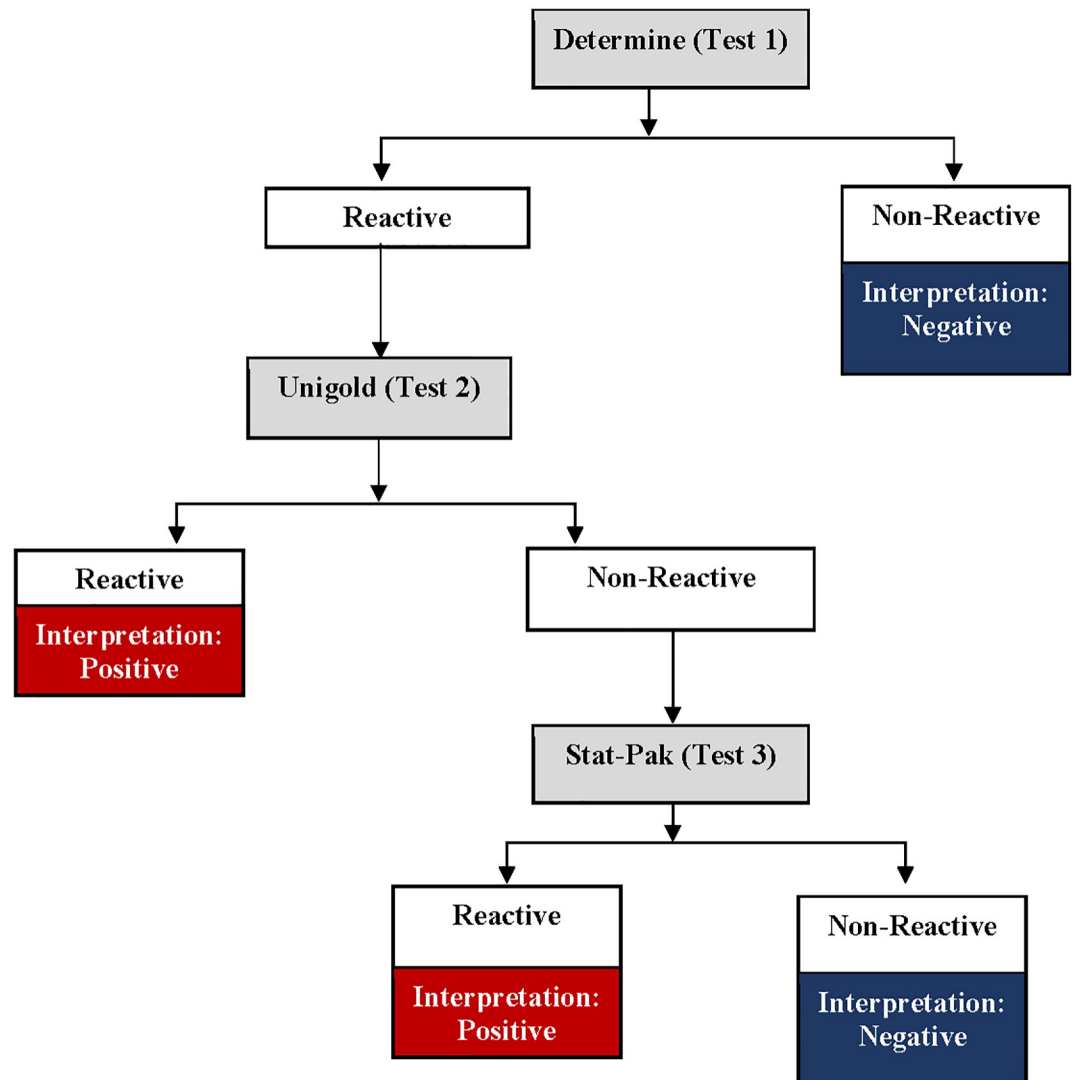 Determine (Test 1)
Reactive
Non-Reactive
Interpretation:
Negative
Unigold (Test 2)
Reactive
Interpretation:
Positive
Non-Reactive
Stat-Pak (Test 3)
Reactive
Interpretation:
Positive
Non-Reactive
Interpretation:
Negative